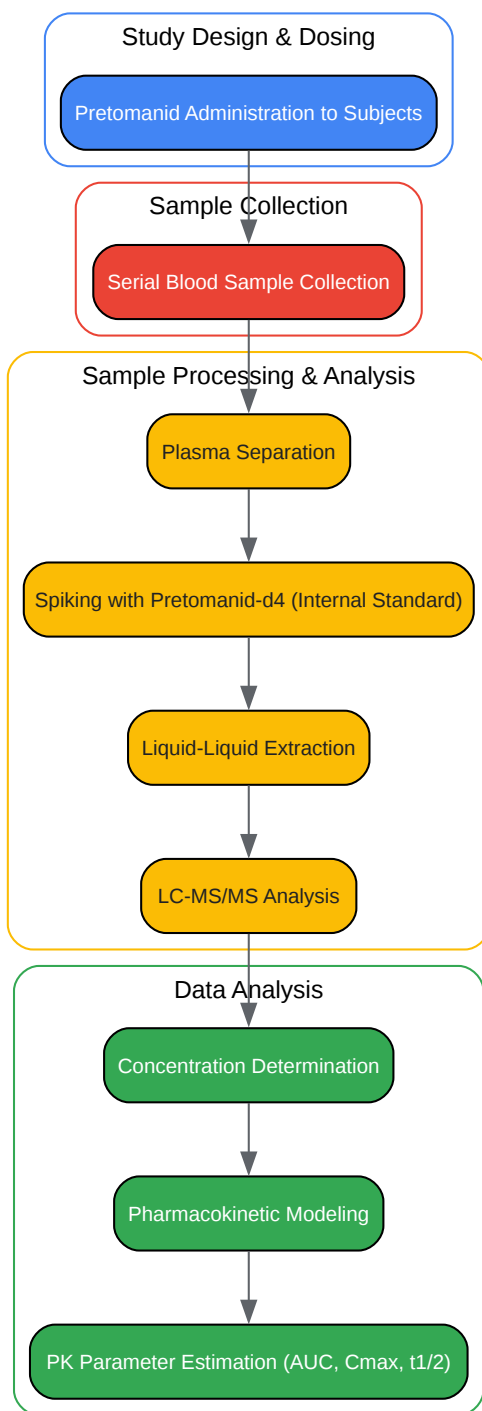 Study Design & Dosing
Pretomanid Administration to Subjects
Sample Collection
Serial Blood Sample Collection
Sample Processing & Analysis
Plasma Separation
Spiking with Pretomanid-d4 (Internal Standard)
Liquid-Liquid Extraction
LC-MS/MS Analysis
Data Analysis
Concentration Determination
Pharmacokinetic Modeling
PK Parameter Estimation (AUC, Cmax, t1/2)